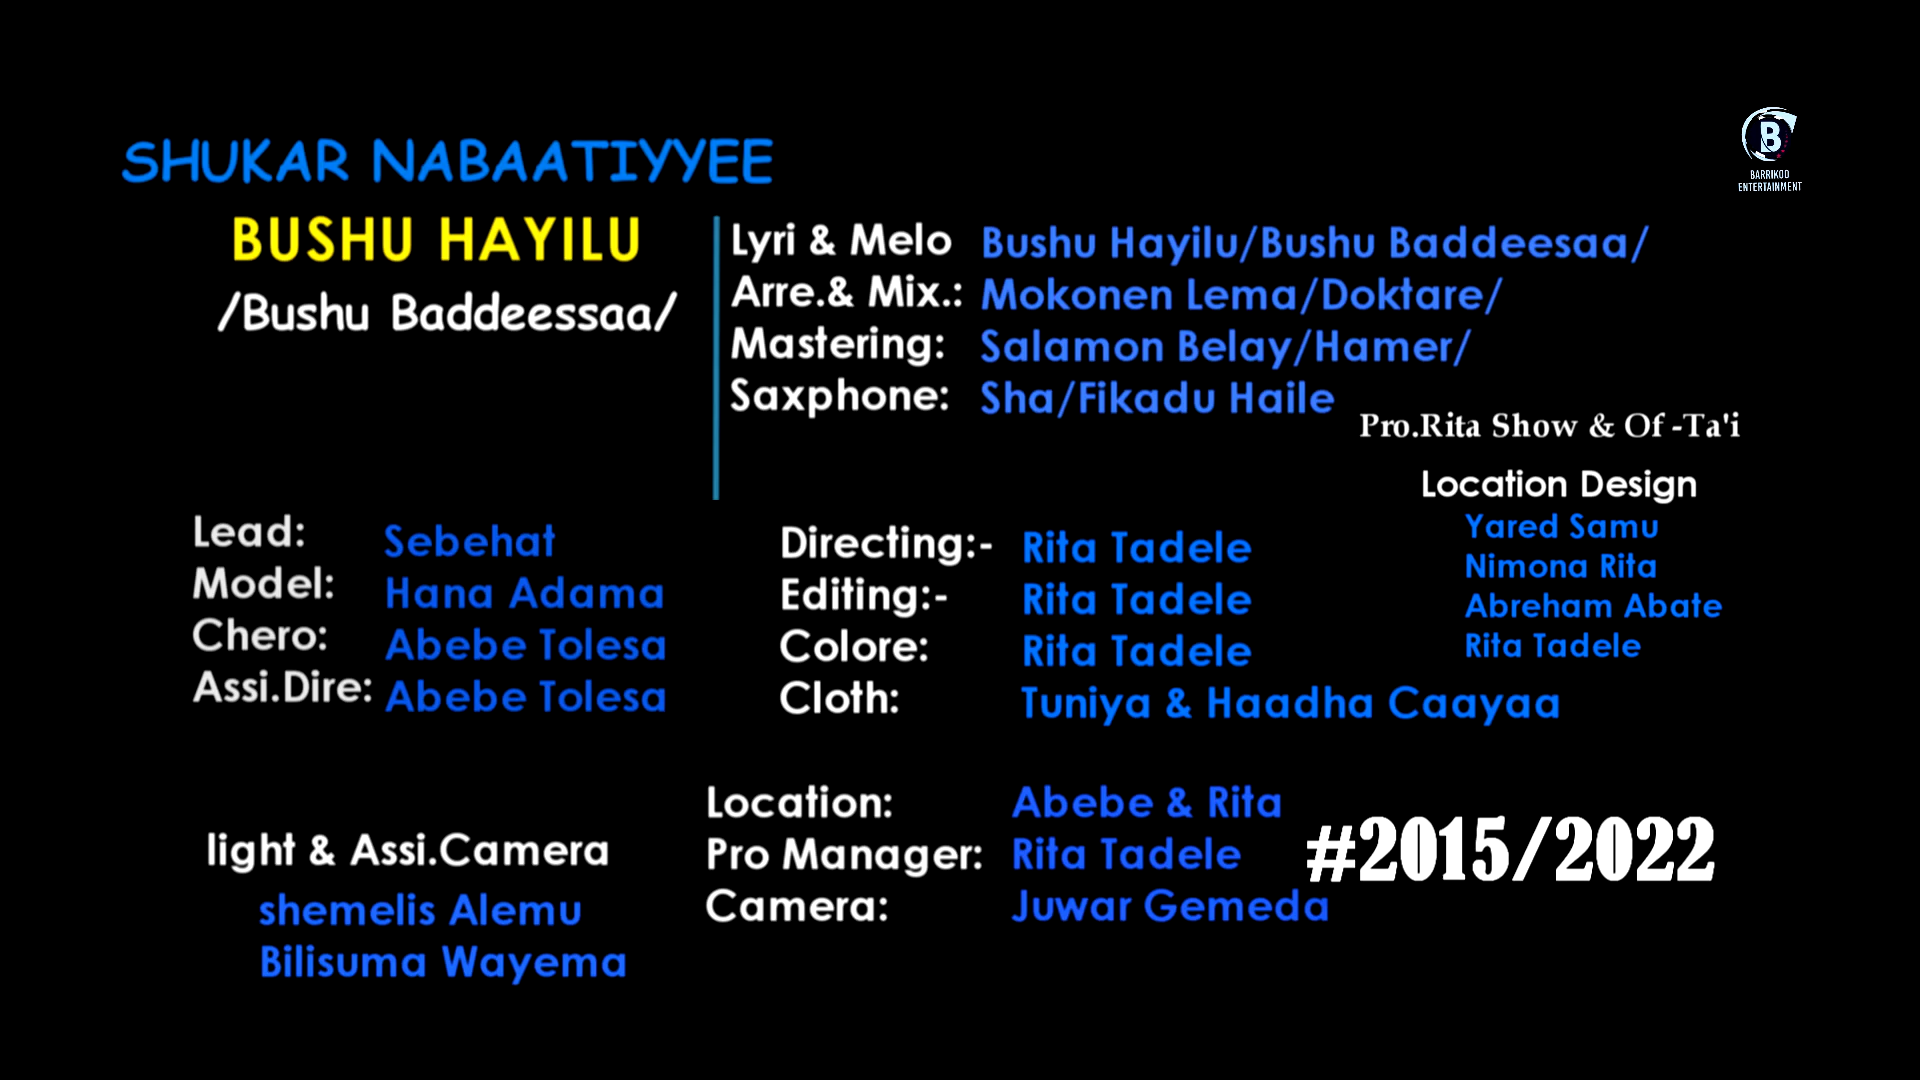 BARRIKOD
ENTERTAINMENT
SHUKAR NABAATIYYEE
BUSHU HAYILU
/Bushu Baddeessaa/
Lyri & Melo Bushu Hayilu/Bushu Baddeesaa/
Arre.& Mix.: Mokonen Lema/Doktare/
Mastering: Salamon Belay/Hamer/
Saxphone: Sha/Fikadu Haile
Pro.Rita Show & Of -Ta'i
Location Design
Yared Samu
Nimona Rita
Abreham Abate
Rita Tadele
Lead: Sebehat
Model: Hana Adama
Chero: Abebe Tolesa
Assi.Dire: Abebe Tolesa
Directing:- Rita Tadele
Editing:- Rita Tadele
Colore: Rita Tadele
Cloth: Tuniya & Haadha Caayaa
light & Assi.Camera
shemelis Alemu
Bilisuma Wayema
Location: Abebe & Rita
Pro Manager: Rita Tadele
Camera: Juwar Gemeda
#2015/2022